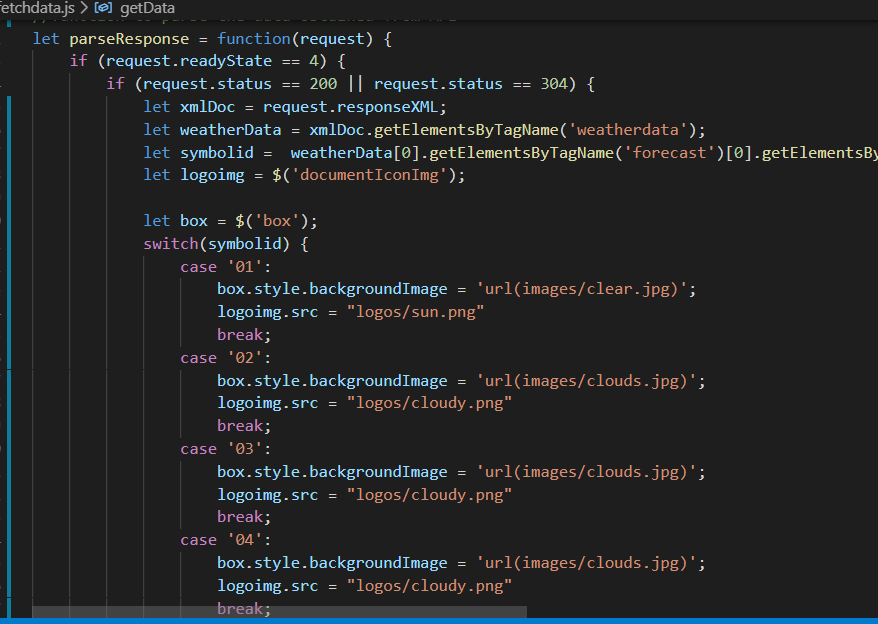 fetchdata.js > getData
let parseResponse = function(request) {
if (request.readyState == 4) {
if (request.status == 200 || request.status == 304) {
let xmlDoc = request.responseXML;
let weatherData = xmlDoc.getElementsByTagName('weatherdata');
let symbolid =  weatherData[0].getElementsByTagName('forecast')[0].getElementsBy
let logoimg = $('documentIconImg');
let box = $('box');
switch(symbolid) {
case '01':
box.style.backgroundImage = 'url(images/clear.jpg)';
logoimg.src = "logos/sun.png"
break;
case '02':
box.style.backgroundImage = 'url(images/clouds.jpg)';
logoimg.src = "logos/cloudy.png"
break;
case '03':
box.style.backgroundImage = 'url(images/clouds.jpg)';
logoimg.src = "logos/cloudy.png"
break;
case '04':
box.style.backgroundImage = 'url(images/clouds.jpg)';
logoimg.src = "logos/cloudy.png"
break;